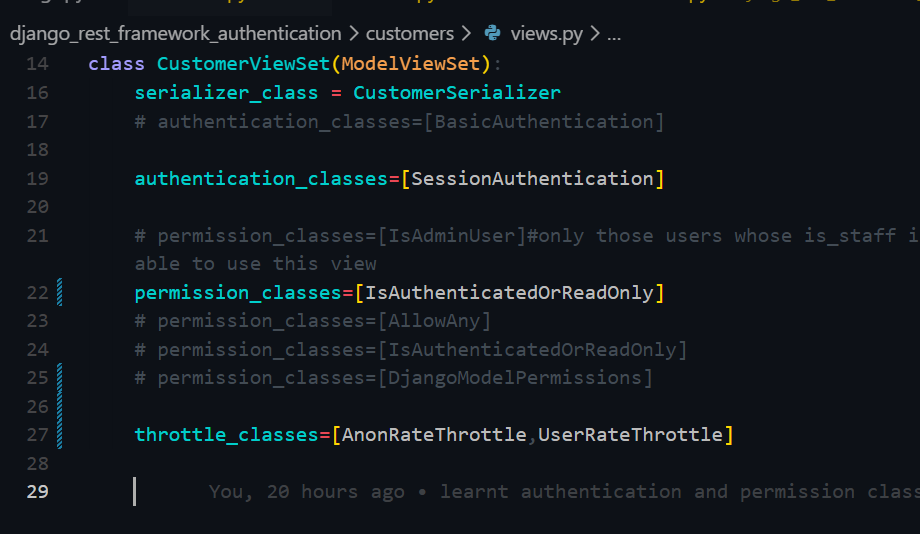 django_rest_framework_authentication > customers > views.py > ...
14 class CustomerViewSet(ModelViewSet):
16 serializer_class = CustomerSerializer
17 # authentication_classes=[BasicAuthentication]
18
19 authentication_classes=[SessionAuthentication]
20
21 # permission_classes=[IsAdminUser]#only those users whose is_staff
able to use this view
22 permission_classes=[IsAuthenticatedOrReadOnly]
23 # permission_classes=[AllowAny]
24 # permission_classes=[IsAuthenticatedOrReadOnly]
25 # permission_classes=[DjangoModelPermissions]
26
27 throttle_classes=[AnonRateThrottle,UserRateThrottle]
28
29 You, 20 hours ago • learnt authentication and permission class